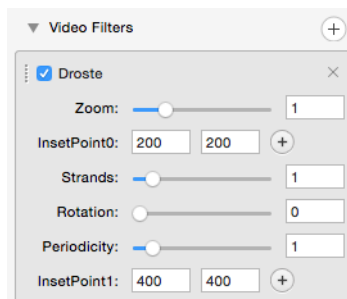 Video Filters
Droste
Zoom: 1
InsetPoint0: 200 200
Strands: 1
Rotation: 0
Periodicity: 1
InsetPoint1: 400 400